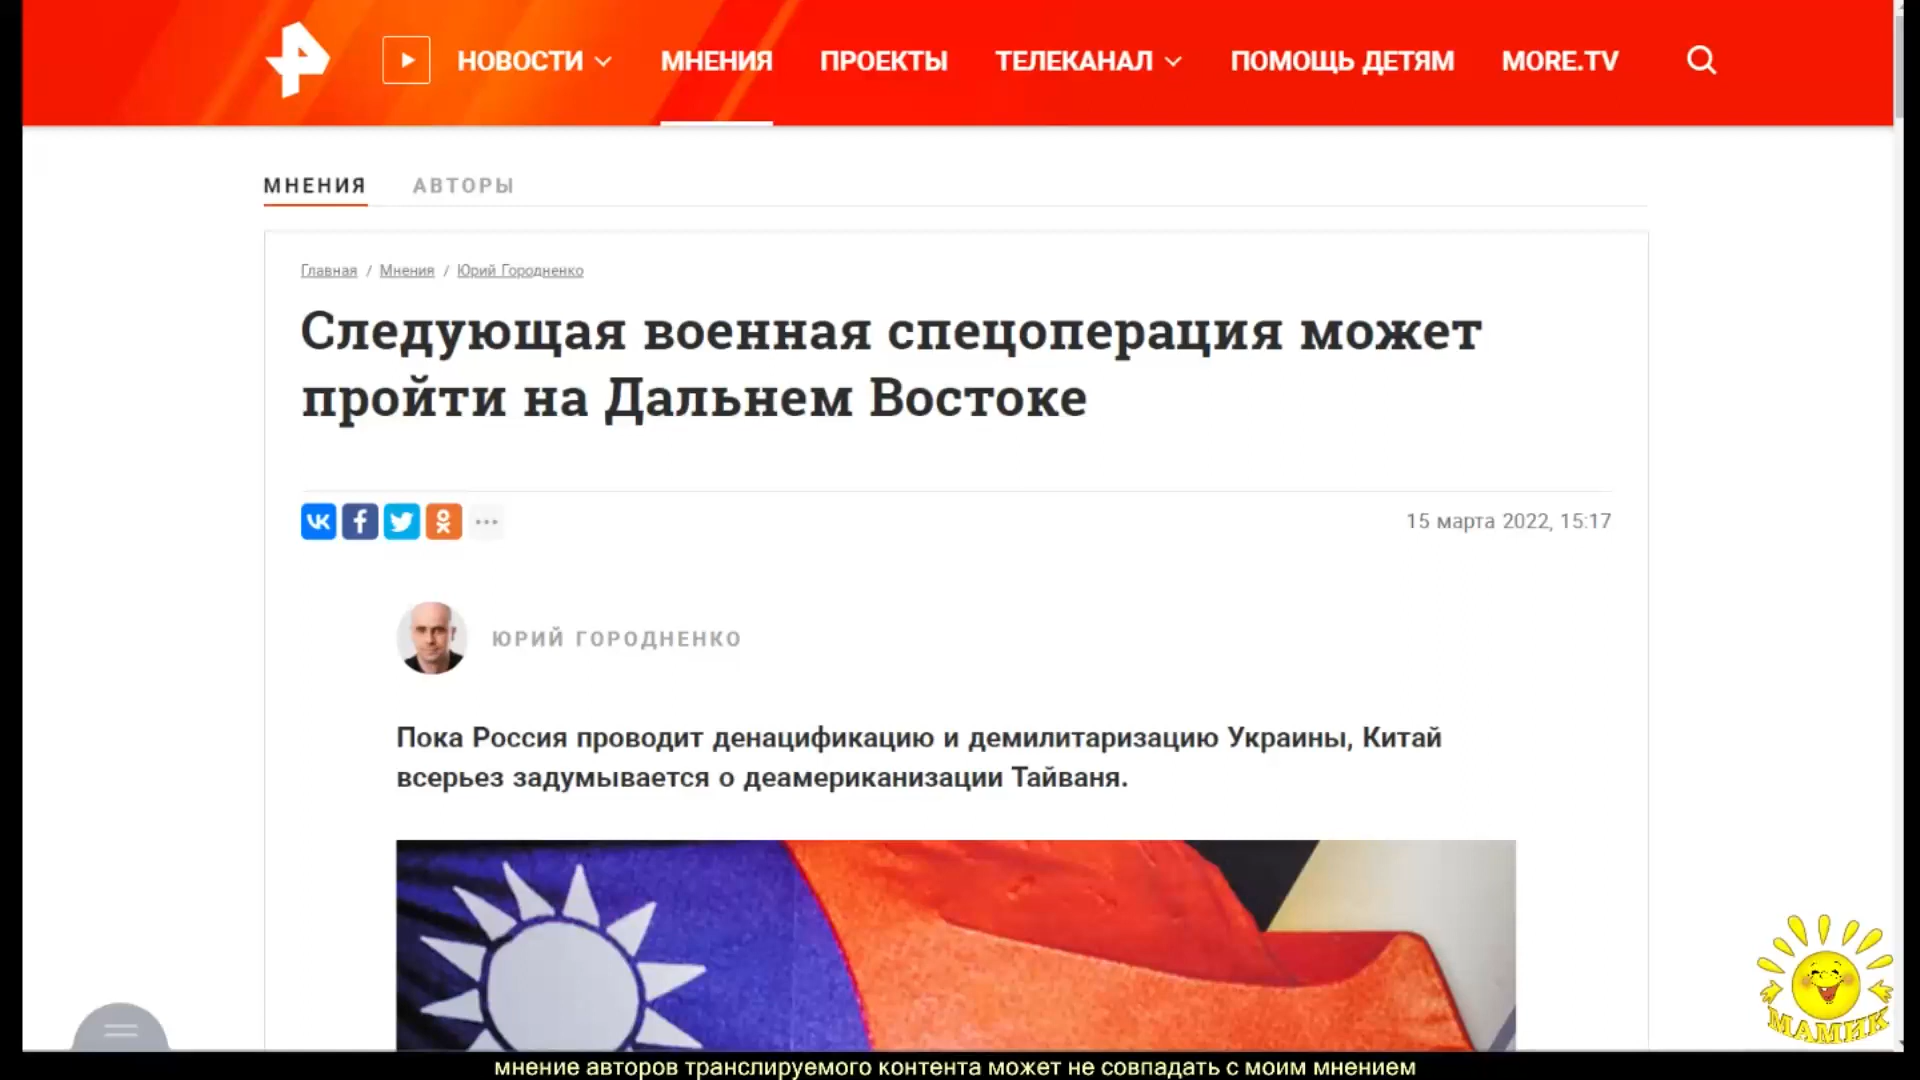 НОВОСТИ МНЕНИЯ ПРОЕКТЫ ТЕЛЕКАНАЛ ПОМОЩЬ ДЕТЯМ MORE.TV
МНЕНИЯ АВТОРЫ
Главная / Мнения / Юрий Городненко
Следующая военная спецоперация может
пройти на Дальнем Востоке
15 марта 2022, 15:17
ЮРИЙ ГОРОДНЕНКО
Пока Россия проводит денацификацию и демилитаризацию Украины, Китай
всерьез задумывается о деамериканизации Тайваня.
МАМИК
мнение авторов транслируемого контента может не совпадать с моим мнением